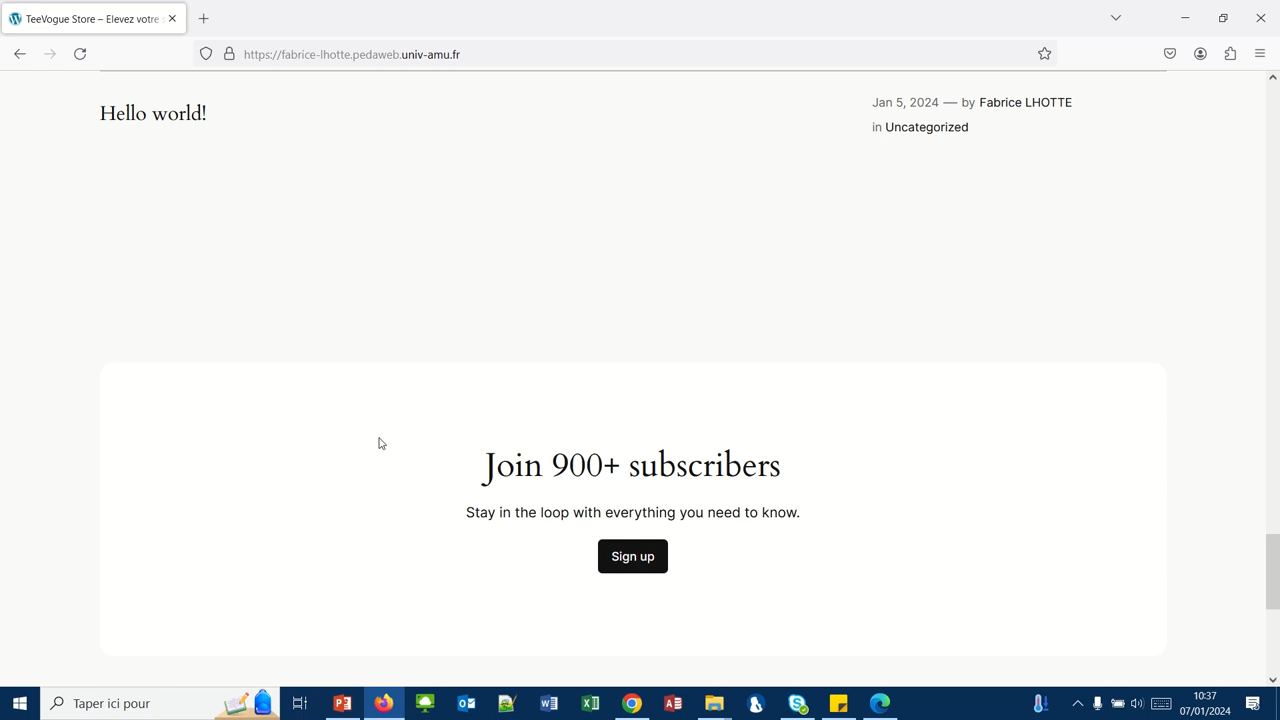 TeeVogue Store – Elevez votre
https://fabrice-lhotte.pedaweb.univ-amu.fr
Hello world!
Jan 5, 2024 — by Fabrice LHOTTE
in Uncategorized
Join 900+ subscribers
Stay in the loop with everything you need to know.
Sign up
Taper ici pour
10:37
07/01/2024